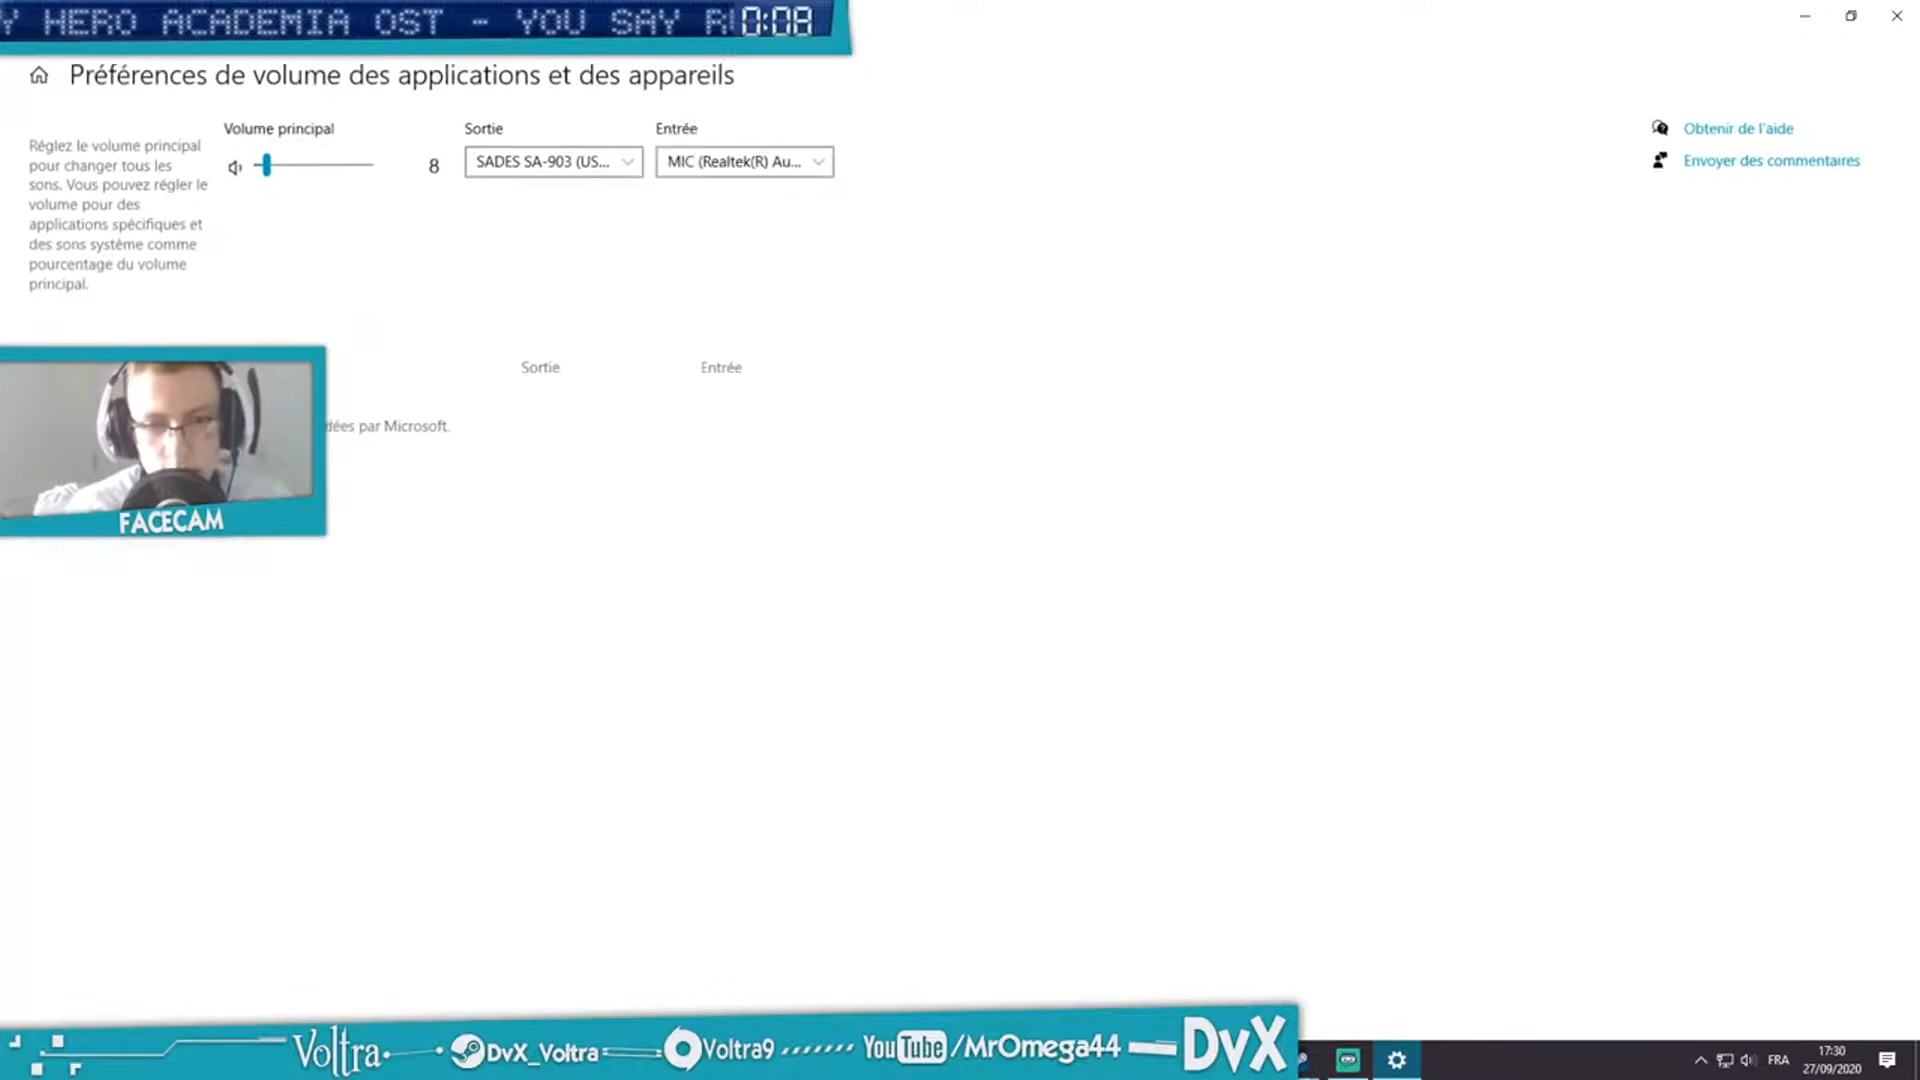 Y HERO ACADEMIA OST - YOU SAY R
0:08
Préférences de volume des applications et des appareils
Réglez le volume principal
pour changer tous les
sons. Vous pouvez régler le
volume pour des
applications spécifiques et
des sons système comme
pourcentage du volume
principal.
Volume principal
8
Sortie
SADES SA-903 (US...
Entrée
MIC (Realtek(R) Au...
Obtenir de l'aide
Envoyer des commentaires
Sortie
Entrée
dées par Microsoft.
FACECAM
Voltra
DvX_Voltra
Voltra9
YouTube/MrOmega44
DvX
FRA
17:30
27/09/2020